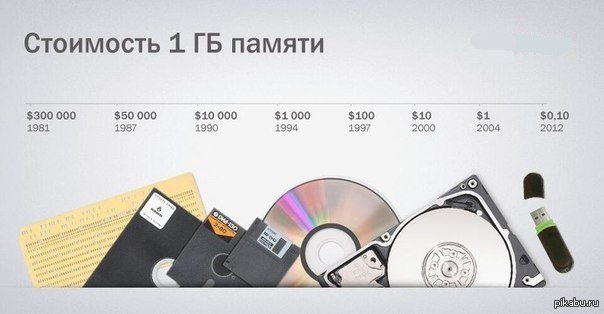 Стоимость 1 ГБ памяти
$300 000 $50 000 $10 000 $1 000 $100 $10 $1 $0,10
1981 1987 1990 1994 1997 2000 2004 2012
pikabu.ru